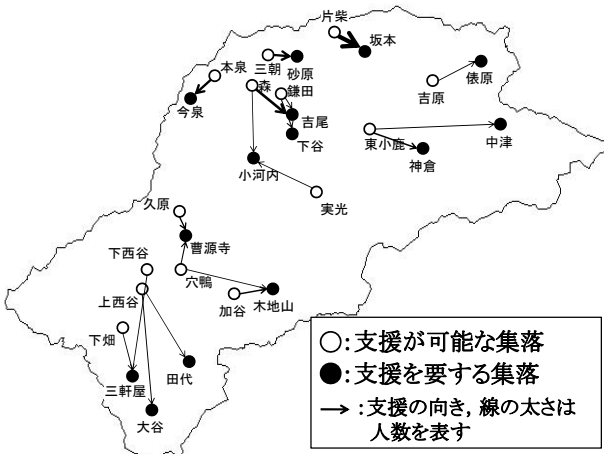 片柴
坂本
三朝
砂原
俵原
本泉
森
鎌田
吉原
今泉
吉尾
下谷
東小鹿
中津
神倉
小河内
実光
久原
曹源寺
下西谷
穴鴨
上西谷
加谷
木地山
下畑
三軒屋
田代
大谷
○:支援が可能な集落
●:支援を要する集落
→:支援の向き，線の太さは
人数を表す